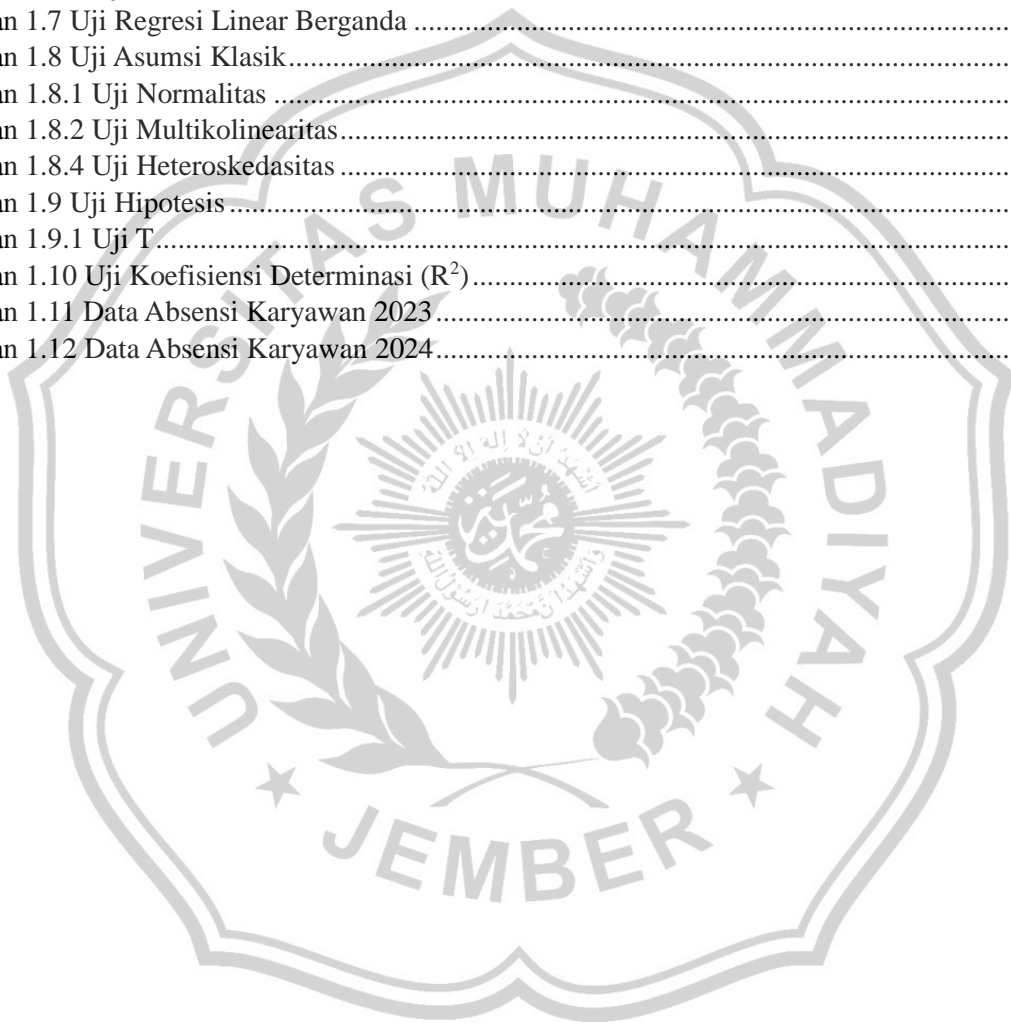 an 1.7 Uji Regresi Linear Berganda ........................................................................................................
an 1.8 Uji Asumsi Klasik........................................................................................................
an 1.8.1 Uji Normalitas ........................................................................................................
an 1.8.2 Uji Multikolinearitas........................................................................................................
an 1.8.4 Uji Heteroskedasitas ........................................................................................................
an 1.9 Uji Hipotesis ........................................................................................................
an 1.9.1 Uji T........................................................................................................
an 1.10 Uji Koefisiensi Determinasi (R²) ........................................................................................................
an 1.11 Data Absensi Karyawan 2023 ........................................................................................................
an 1.12 Data Absensi Karyawan 2024 ........................................................................................................
UNIVERSITAS MUHAMMADIYAH
JEMBER